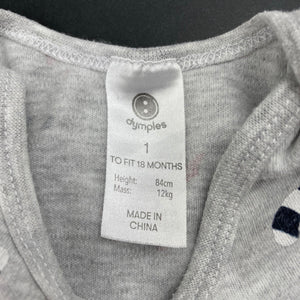 dymples
1
TO FIT 18 MONTHS
Height: 84cm
Mass: 12kg
MADE IN
CHINA